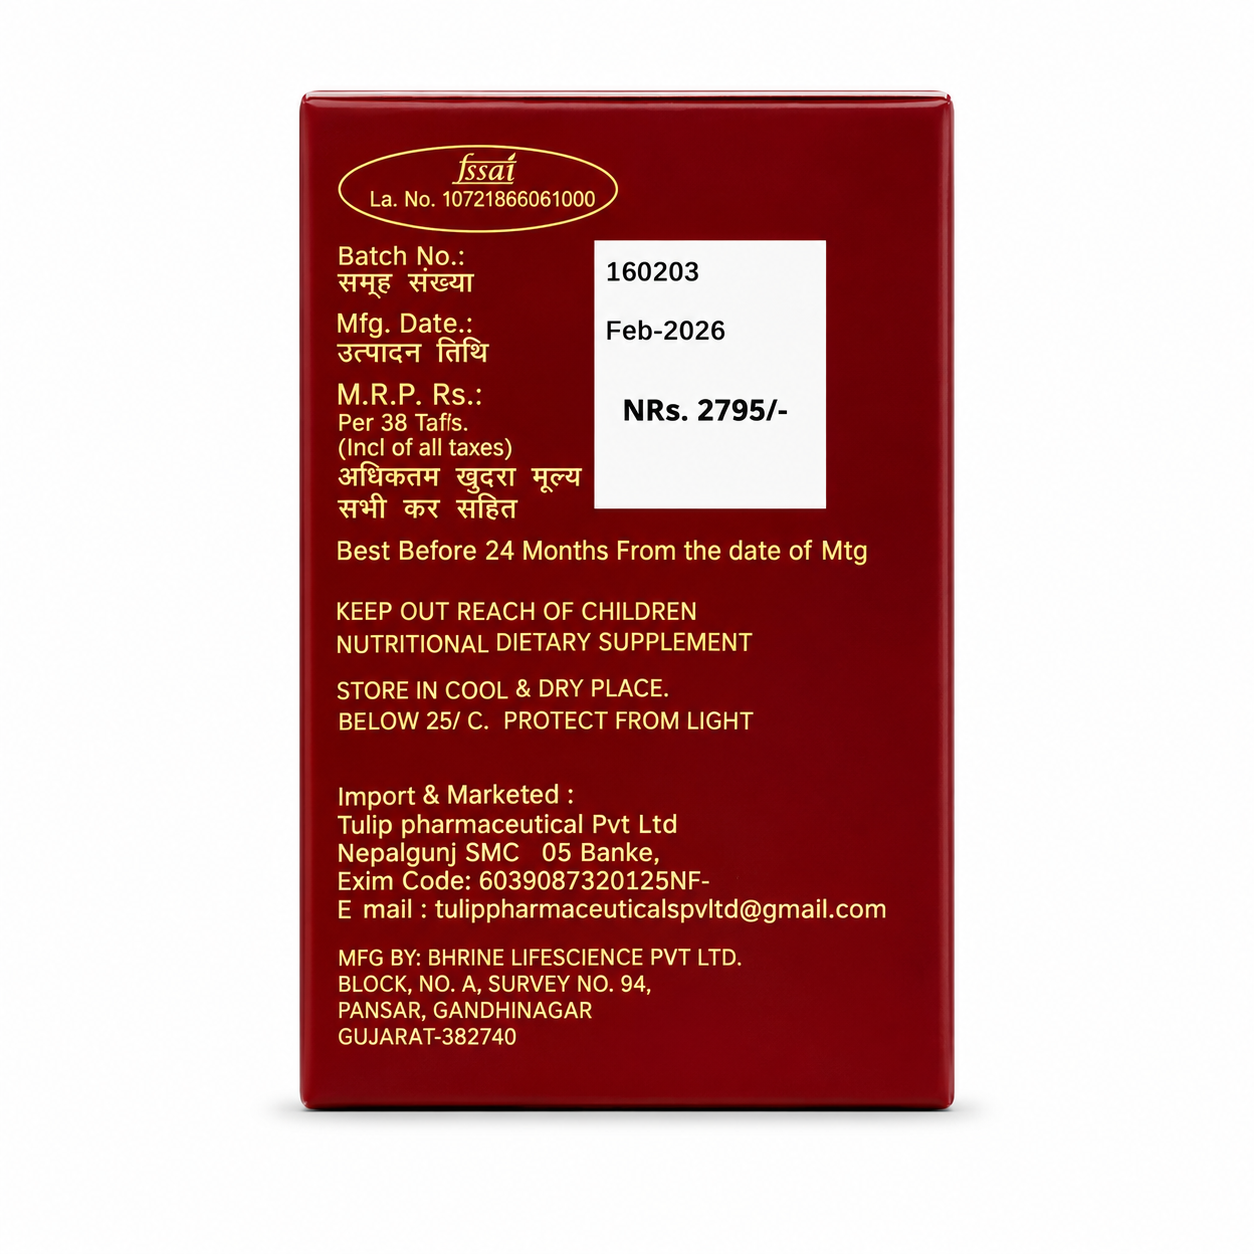 fssai
La. No. 10721866061000
Batch No.:
समूह संख्या
160203
Mfg. Date.:
उत्पादन तिथि
Feb-2026
M.R.P. Rs.:
Per 38 Tafls.
(Incl of all taxes)
NRs. 2795/-
अधिकतम खुदरा मूल्य
सभी कर सहित
Best Before 24 Months From the date of Mtg
KEEP OUT REACH OF CHILDREN
NUTRITIONAL DIETARY SUPPLEMENT
STORE IN COOL & DRY PLACE.
BELOW 25/ C. PROTECT FROM LIGHT
Import & Marketed :
Tulip pharmaceutical Pvt Ltd
Nepalgunj SMC 05 Banke,
Exim Code: 6039087320125NF-
E mail : tulippharmaceuticalspvltd@gmail.com
MFG BY: BHRINE LIFESCIENCE PVT LTD.
BLOCK, NO. A, SURVEY NO. 94,
PANSAR, GANDHINAGAR
GUJARAT-382740